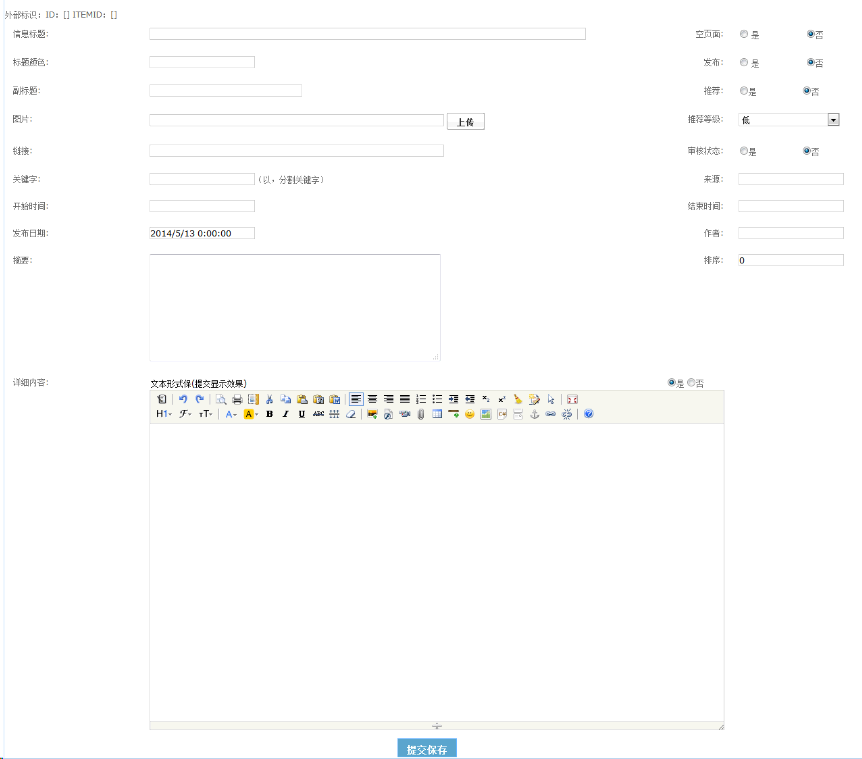 外部标识：ID：[] ITEMID：[]
信息标题： 空页面： 是 否
标题颜色： 发布： 是 否
副标题： 推荐： 是 否
图片： 上传 推荐等级： 低
链接： 审核状态： 是 否
关键字： （以，分割关键字） 来源：
开始时间： 结束时间：
发布日期： 2014/5/13 0:00:00 作者：
摘要： 排序： 0
详细内容： 文本形式保(提交显示效果) 是 否
H1 T B I U ABC
提交保存